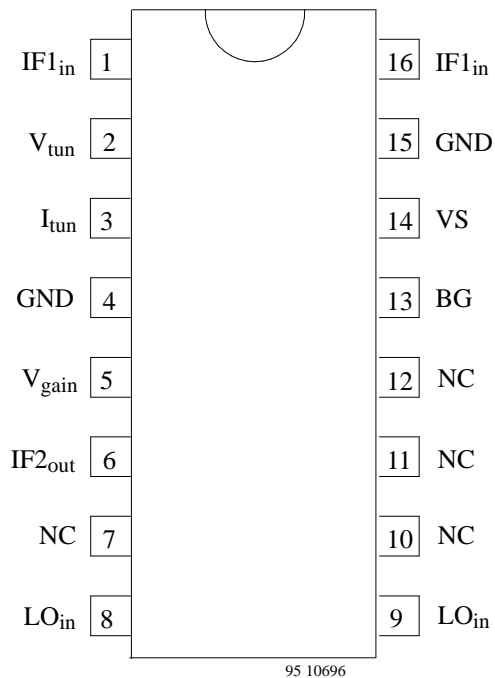 IF1in 1 16 IF1in
Vtun 2 15 GND
Itun 3 14 VS
GND 4 13 BG
Vgain 5 12 NC
IF2out 6 11 NC
NC 7 10 NC
LOin 8 9 LOin
95 10696